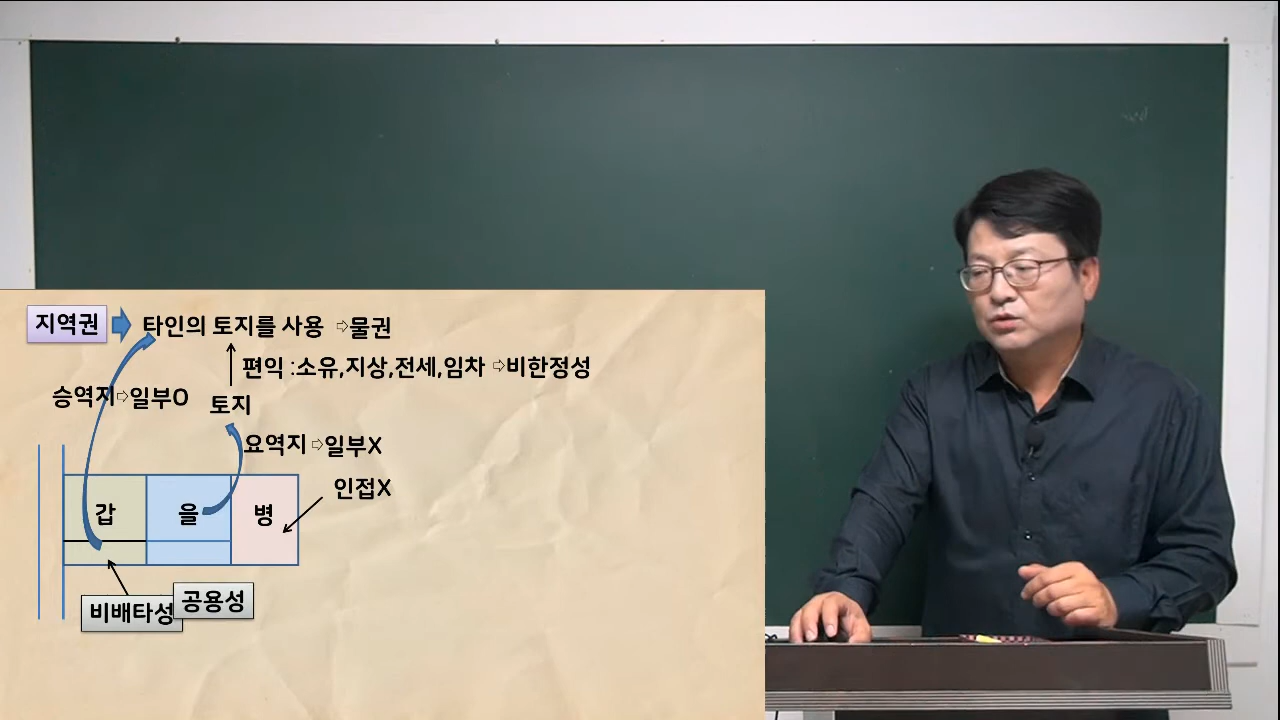 지역권 타인의 토지를 사용 ⇨물권
편익 :소유,지상,전세,임차 ⇨비한정성
승역지⇨일부O 토지
요역지⇨일부X
인접X
갑 을 병
비배타성 공용성